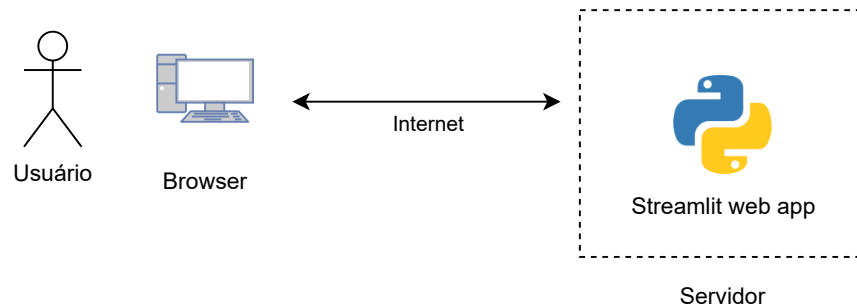 Usuário
Browser
Internet
Streamlit web app
Servidor